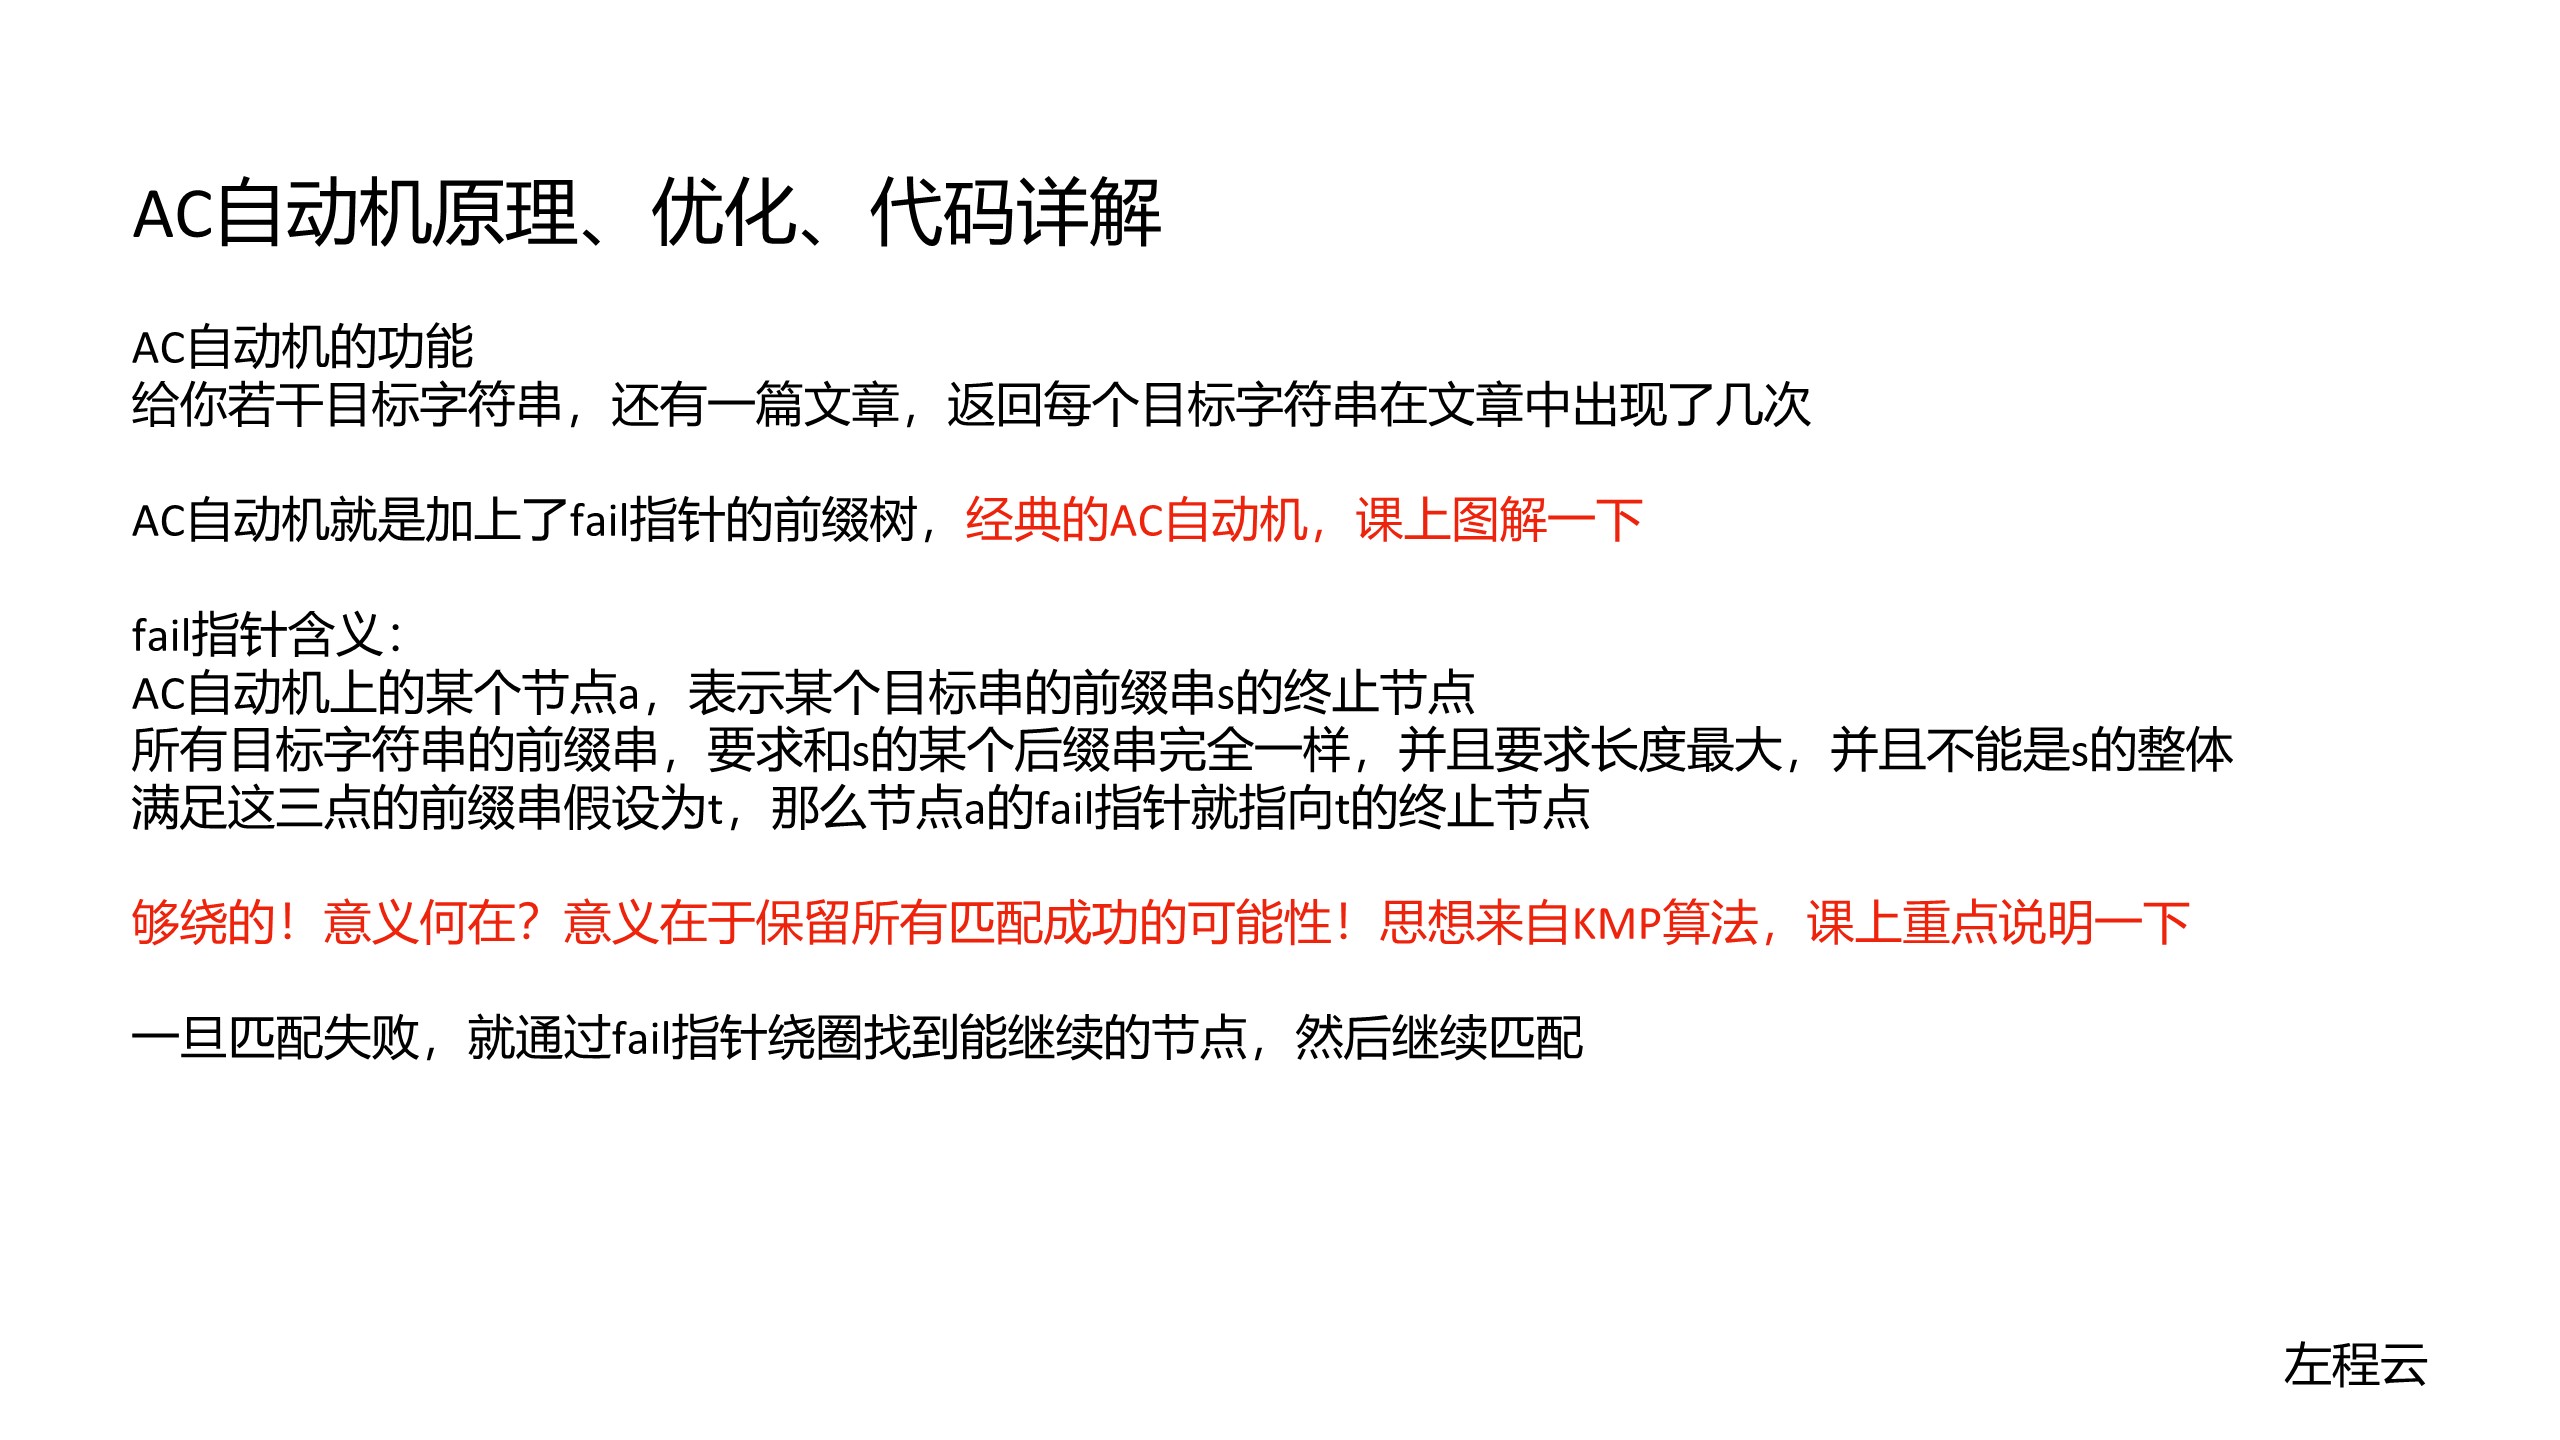 AC自动机原理、优化、代码详解
AC自动机的功能
给你若干目标字符串，还有一篇文章，返回每个目标字符串在文章中出现了几次
AC自动机就是加上了fail指针的前缀树，经典的AC自动机，课上图解一下
fail指针含义：
AC自动机上的某个节点a，表示某个目标串的前缀串s的终止节点
所有目标字符串的前缀串，要求和s的某个后缀串完全一样，并且要求长度最大，并且不能是s的整体
满足这三点的前缀串假设为t，那么节点a的fail指针就指向t的终止节点
够绕的！意义何在？意义在于保留所有匹配成功的可能性！思想来自KMP算法，课上重点说明一下
一旦匹配失败，就通过fail指针绕圈找到能继续的节点，然后继续匹配
左程云